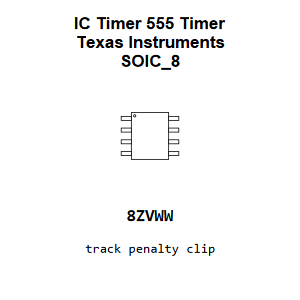 IC Timer 555 Timer
Texas Instruments
SOIC_8
8ZVWW
track penalty clip